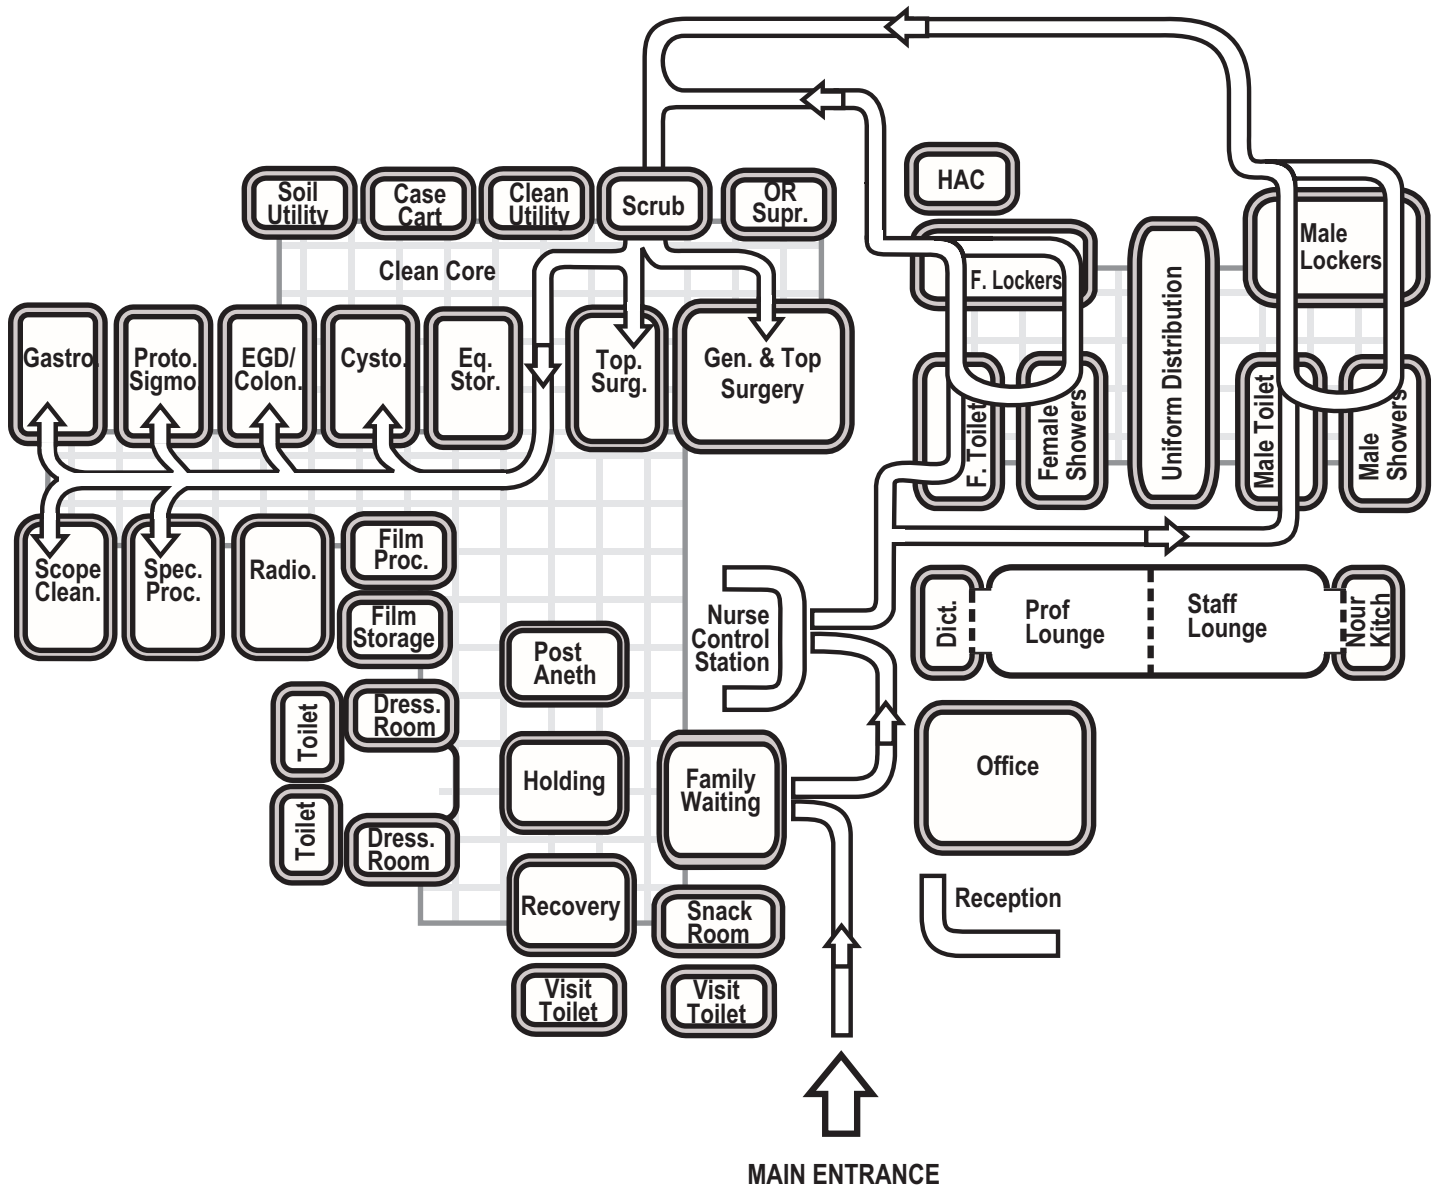 HAC
Soil
Utility
Case
Cart
Clean
Utility
Scrub
OR
Supr.
Male
Lockers
Clean Core
F. Lockers
Uniform Distribution
Gastro.
Proto.
Sigmo.
EGD/
Colon.
Cysto.
Eq.
Stor.
Top.
Surg.
Gen. & Top
Surgery
F. Toilet
Female
Showers
Male Toilet
Male
Showers
Scope
Clean.
Spec.
Proc.
Radio.
Film
Proc.
Film
Storage
Nurse
Control
Station
Dict.
Prof
Lounge
Staff
Lounge
Nour
Kitch
Post
Aneth
Toilet
Dress.
Room
Holding
Family
Waiting
Office
Toilet
Dress.
Room
Recovery
Snack
Room
Reception
Visit
Toilet
Visit
Toilet
MAIN ENTRANCE